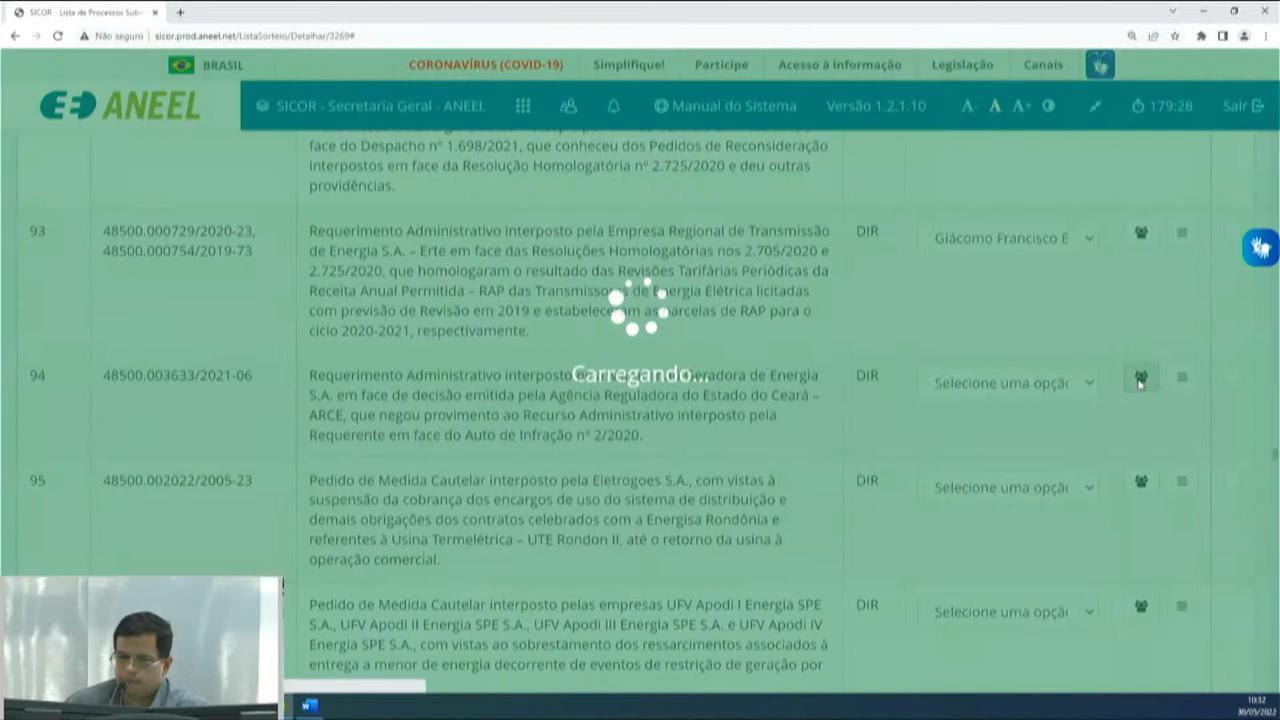 SICOR - Lista de Processos Sub
Não seguro | sicor.prod.aneel.net/ListaSorteio/Detalhar/3269#
BRASIL CORONAVÍRUS (COVID-19) Simplifique! Participe Acesso à informação Legislação Canais
ANEEL SICOR - Secretaria Geral - ANEEL Manual do Sistema Versão 1.2.1.10 A- A A+ 179:28 Sair
face do Despacho nº 1.698/2021, que conheceu dos Pedidos de Reconsideração
interpostos em face da Resolução Homologatória nº 2.725/2020 e deu outras
providências.
93 48500.000729/2020-23, Requerimento Administrativo interposto pela Empresa Regional de Transmissão DIR Giácomo Francisco B
48500.000754/2019-73 de Energia S.A. – Erte em face das Resoluções Homologatórias nos 2.705/2020 e
2.725/2020, que homologaram o resultado das Revisões Tarifárias Periódicas da
Receita Anual Permitida – RAP das Transmissoras de Energia Elétrica licitadas
com previsão de Revisão em 2019 e estabeleceram as parcelas de RAP para o
ciclo 2020-2021, respectivamente.
Carregando...
94 48500.003633/2021-06 Requerimento Administrativo interposto eradora de Energia DIR Selecione uma opçã
S.A. em face de decisão emitida pela Agência Reguladora do Estado do Ceará –
ARCE, que negou provimento ao Recurso Administrativo interposto pela
Requerente em face do Auto de Infração nº 2/2020.
95 48500.002022/2005-23 Pedido de Medida Cautelar interposto pela Eletrogoes S.A., com vistas à DIR Selecione uma opçã
suspensão da cobrança dos encargos de uso do sistema de distribuição e
demais obrigações dos contratos celebrados com a Energisa Rondônia e
referentes à Usina Termelétrica – UTE Rondon II, até o retorno da usina à
operação comercial.
Pedido de Medida Cautelar interposto pelas empresas UFV Apodi I Energia SPE DIR Selecione uma opçã
S.A., UFV Apodi II Energia SPE S.A., UFV Apodi III Energia SPE S.A. e UFV Apodi IV
Energia SPE S.A., com vistas ao sobrestamento dos ressarcimentos associados à
entrega a menor de energia decorrente de eventos de restrição de geração por
10:32
30/05/2022